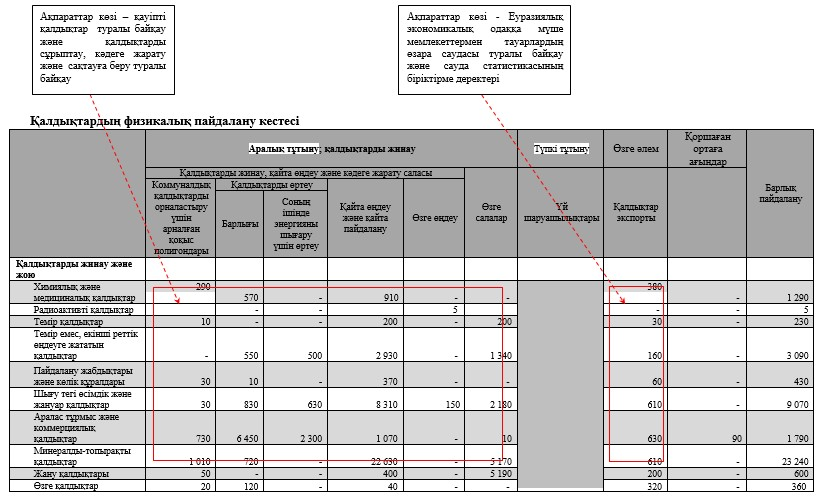 Ақпараттар көзі – қауіпті
қалдықтар туралы байқау
және қалдықтарды
сұрыптау, кәдеге жарату
және сақтауға беру туралы
байқау
Ақпараттар көзі - Еуразиялық
экономикалық одаққа мүше
мемлекеттермен тауарлардың
өзара саудасы туралы байқау
және сауда статистикасының
біріктірме деректері
Қалдықтардың физикалық пайдалану кестесі
Аралық тұтыну; қалдықтарды жинау
Түпкі тұтыну
Өзге әлем
Қоршаған
ортаға
ағындар
Барлық
пайдалану
Қалдықтарды жинау, қайта өңдеу және кәдеге жарату саласы
Өзге
салалар
Үй
шаруашылықтары
Қалдықтар
экспорты
Коммуналдық
қалдықтарды
орналастыру
үшін
арналған
қоқыс
полигондары
Қалдықтарды өртеу
Барлығы
Соның
ішінде
энергияны
шығару
үшін өртеу
Қайта өңдеу
және қайта
пайдалану
Өзге өңдеу
Қалдықтарды жинау және
жою
Химиялық және
медициналық қалдықтар 290 570 - 910 - - 380 - 1 290
Радиоактивті қалдықтар - - 5 - - 5
Темір қалдықтар 10 - - 200 - 200 30 - 230
Темір емес, екінші реттік
өңдеуге жататын
қалдықтар - 550 500 2 930 - 1 340 160 - 3 090
Пайдалану жабдықтары
және көлік құралдары 30 10 - 370 - - 60 - 430
Шығу тегі өсімдік және
жануар қалдықтар 30 830 630 8 310 150 2 180 610 - 9 070
Аралас тұрмыс және
коммерциялық
қалдықтар 730 6 450 2 300 1 070 - 10 630 90 1 790
Минералды-топырақты
қалдықтар 1 010 720 - 22 630 - 5 170 610 - 23 240
Жану қалдықтары 50 - - 400 - 5 190 200 - 600
Өзге қалдықтар 20 120 - 40 - - 320 - 360